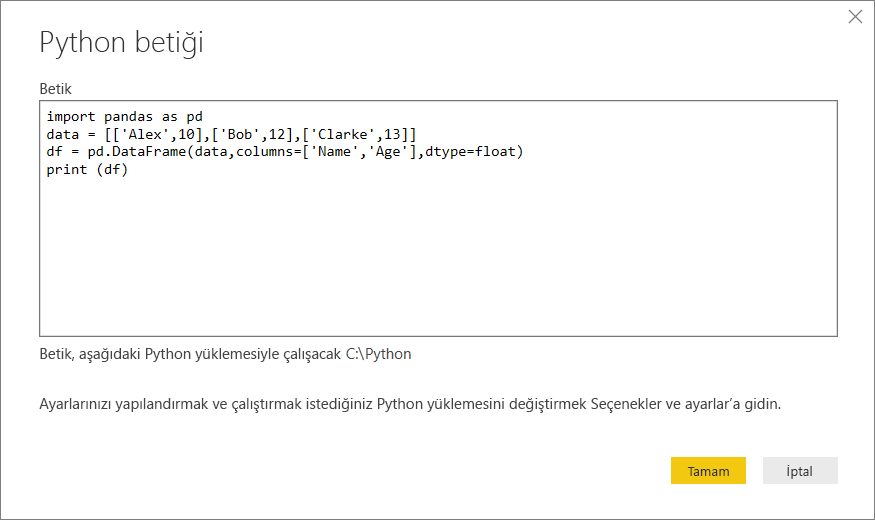 Python betiği
Betik
import pandas as pd
data = [['Alex',10],['Bob',12],['Clarke',13]]
df = pd.DataFrame(data,columns=['Name','Age'],dtype=float)
print (df)
Betik, aşağıdaki Python yüklemesiyle çalışacak C:\Python
Ayarlarınızı yapılandırmak ve çalıştırmak istediğiniz Python yüklemesini değiştirmek Seçenekler ve ayarlar’a gidin.
Tamam
İptal